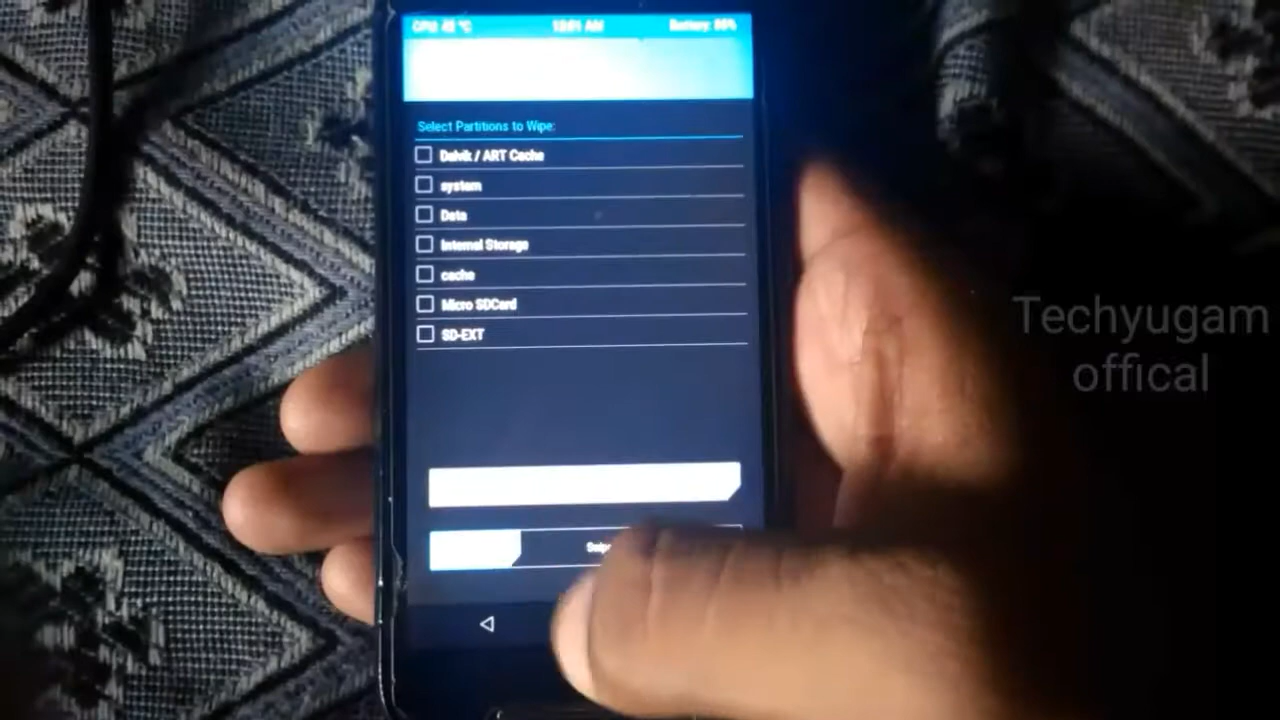 Select Partitions to Wipe:
Dalvik / ART Cache
system
Data
Internal Storage
cache
Micro SDCard
SD-EXT
Techyugam
offical